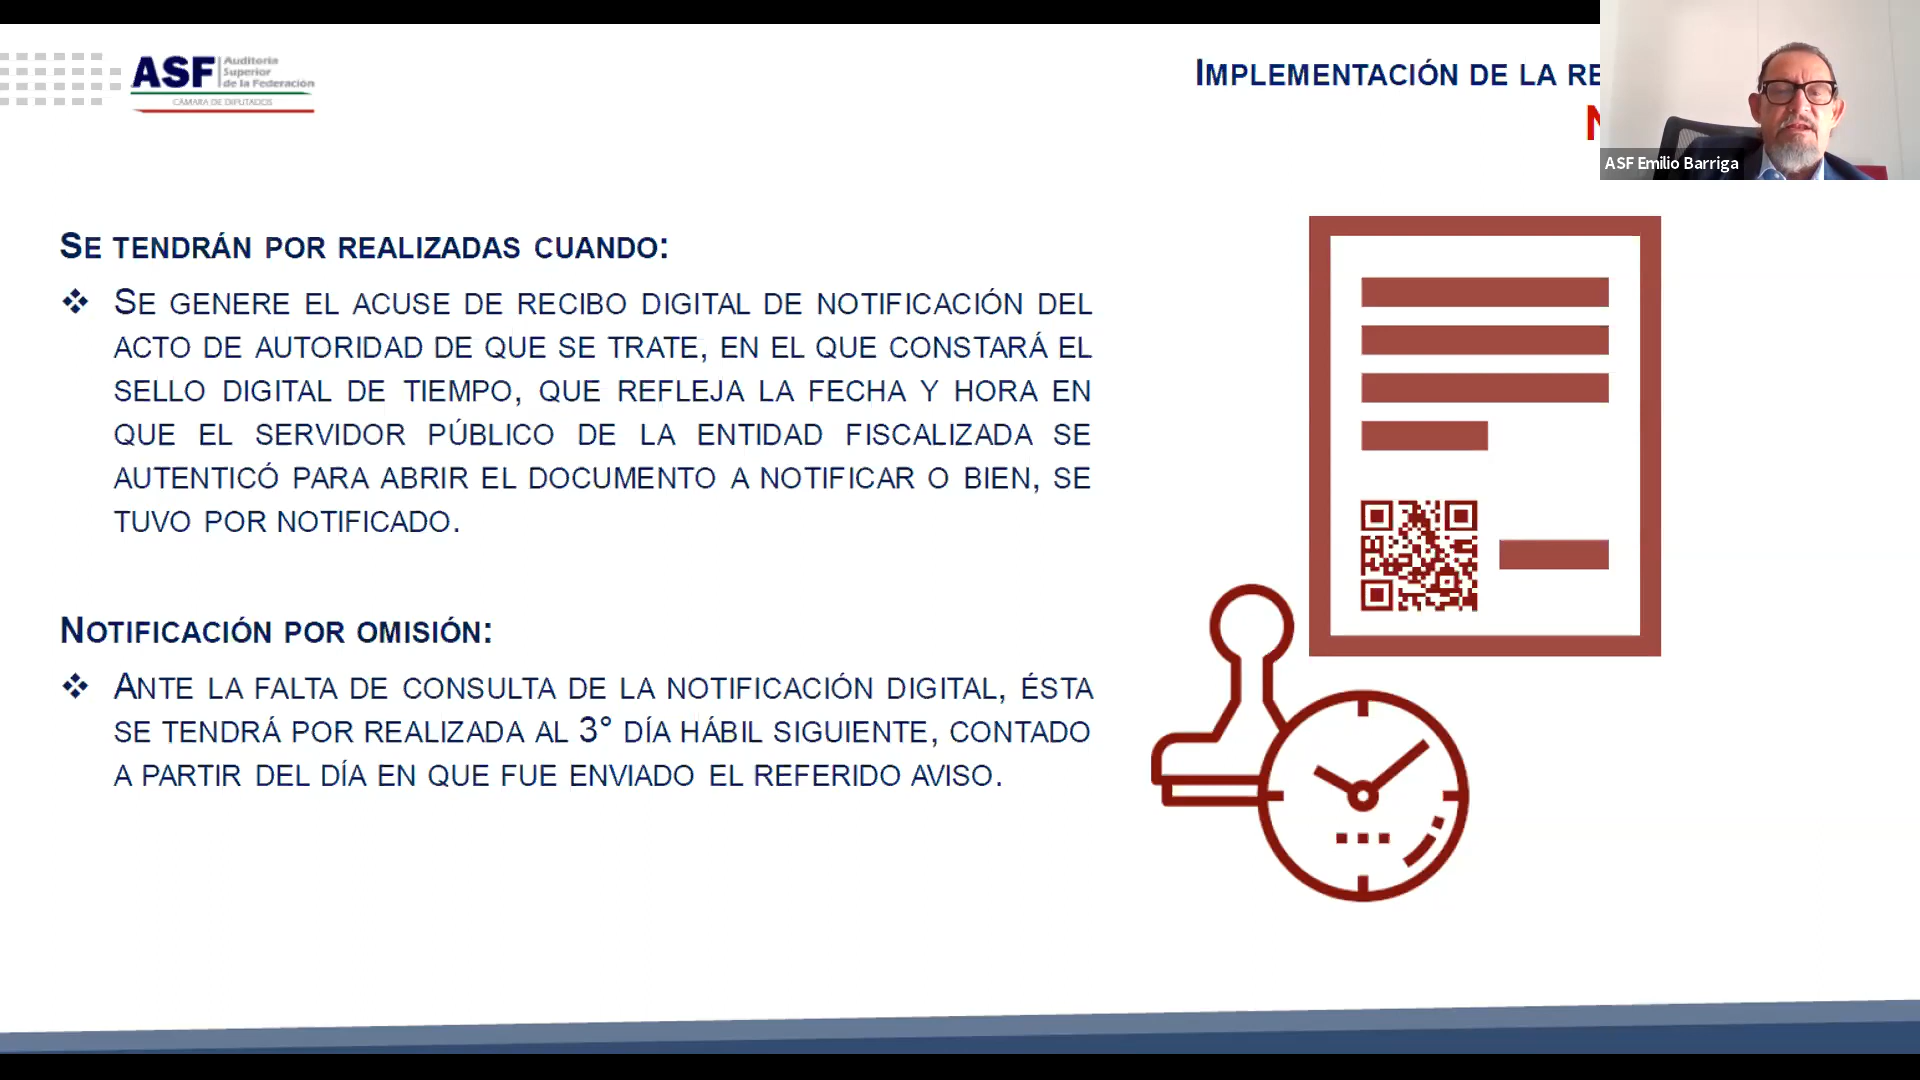 ASF Auditoría
Superior
de la Federación
CÁMARA DE DIPUTADOS
IMPLEMENTACIÓN DE LA RE
N
ASF Emilio Barriga
SE TENDRÁN POR REALIZADAS CUANDO:
❖ SE GENERE EL ACUSE DE RECIBO DIGITAL DE NOTIFICACIÓN DEL
ACTO DE AUTORIDAD DE QUE SE TRATE, EN EL QUE CONSTARÁ EL
SELLO DIGITAL DE TIEMPO, QUE REFLEJA LA FECHA Y HORA EN
QUE EL SERVIDOR PÚBLICO DE LA ENTIDAD FISCALIZADA SE
AUTENTICÓ PARA ABRIR EL DOCUMENTO A NOTIFICAR O BIEN, SE
TUVO POR NOTIFICADO.
NOTIFICACIÓN POR OMISIÓN:
❖ ANTE LA FALTA DE CONSULTA DE LA NOTIFICACIÓN DIGITAL, ÉSTA
SE TENDRÁ POR REALIZADA AL 3° DÍA HÁBIL SIGUIENTE, CONTADO
A PARTIR DEL DÍA EN QUE FUE ENVIADO EL REFERIDO AVISO.